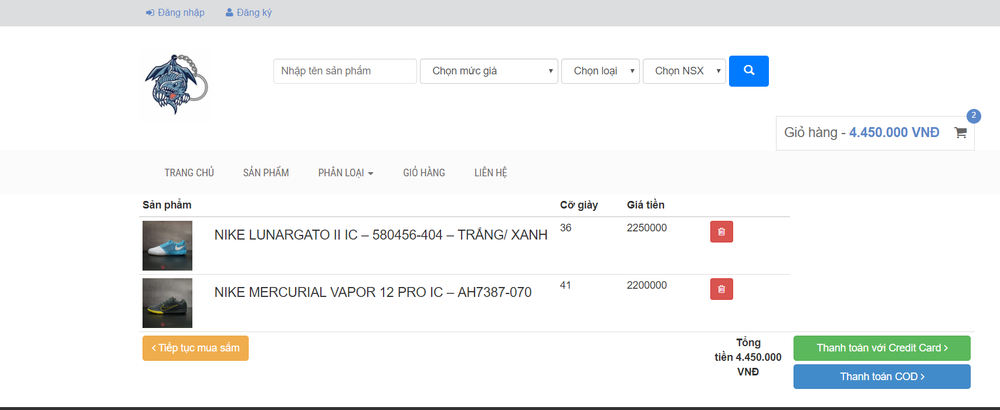 Đăng nhập Đăng ký
Nhập tên sản phẩm Chọn mức giá Chọn loại Chọn NSX
2
Giỏ hàng - 4.450.000 VNĐ
TRANG CHỦ SẢN PHẨM PHÂN LOẠI GIỎ HÀNG LIÊN HỆ
Sản phẩm Cỡ giày Giá tiền
NIKE LUNARGATO II IC – 580456-404 – TRẮNG/ XANH 36 2250000
NIKE MERCURIAL VAPOR 12 PRO IC – AH7387-070 41 2200000
‹ Tiếp tục mua sắm
Tổng
tiền 4.450.000
VNĐ
Thanh toán với Credit Card ›
Thanh toán COD ›